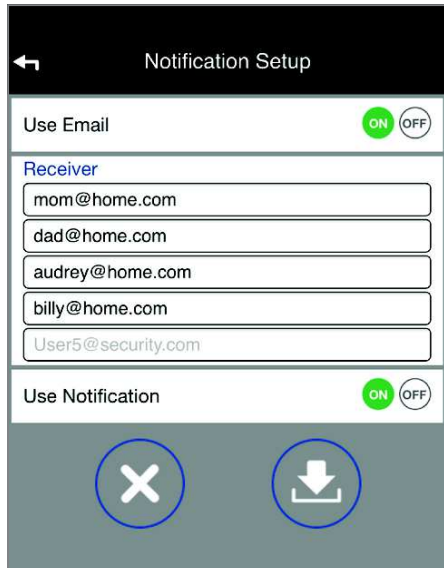 Notification Setup
Use Email
ON OFF
Receiver
mom@home.com
dad@home.com
audrey@home.com
billy@home.com
User5@security.com
Use Notification
ON OFF